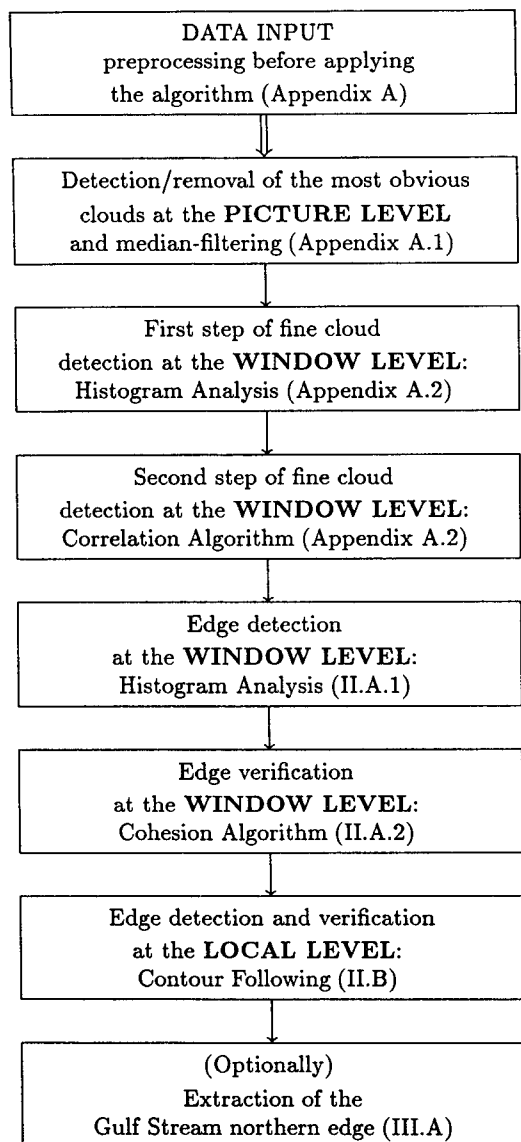 DATA INPUT
preprocessing before applying
the algorithm (Appendix A)
Detection/removal of the most obvious
clouds at the PICTURE LEVEL
and median-filtering (Appendix A.1)
First step of fine cloud
detection at the WINDOW LEVEL:
Histogram Analysis (Appendix A.2)
Second step of fine cloud
detection at the WINDOW LEVEL:
Correlation Algorithm (Appendix A.2)
Edge detection
at the WINDOW LEVEL:
Histogram Analysis (II.A.1)
Edge verification
at the WINDOW LEVEL:
Cohesion Algorithm (II.A.2)
Edge detection and verification
at the LOCAL LEVEL:
Contour Following (II.B)
(Optionally)
Extraction of the
Gulf Stream northern edge (III.A)